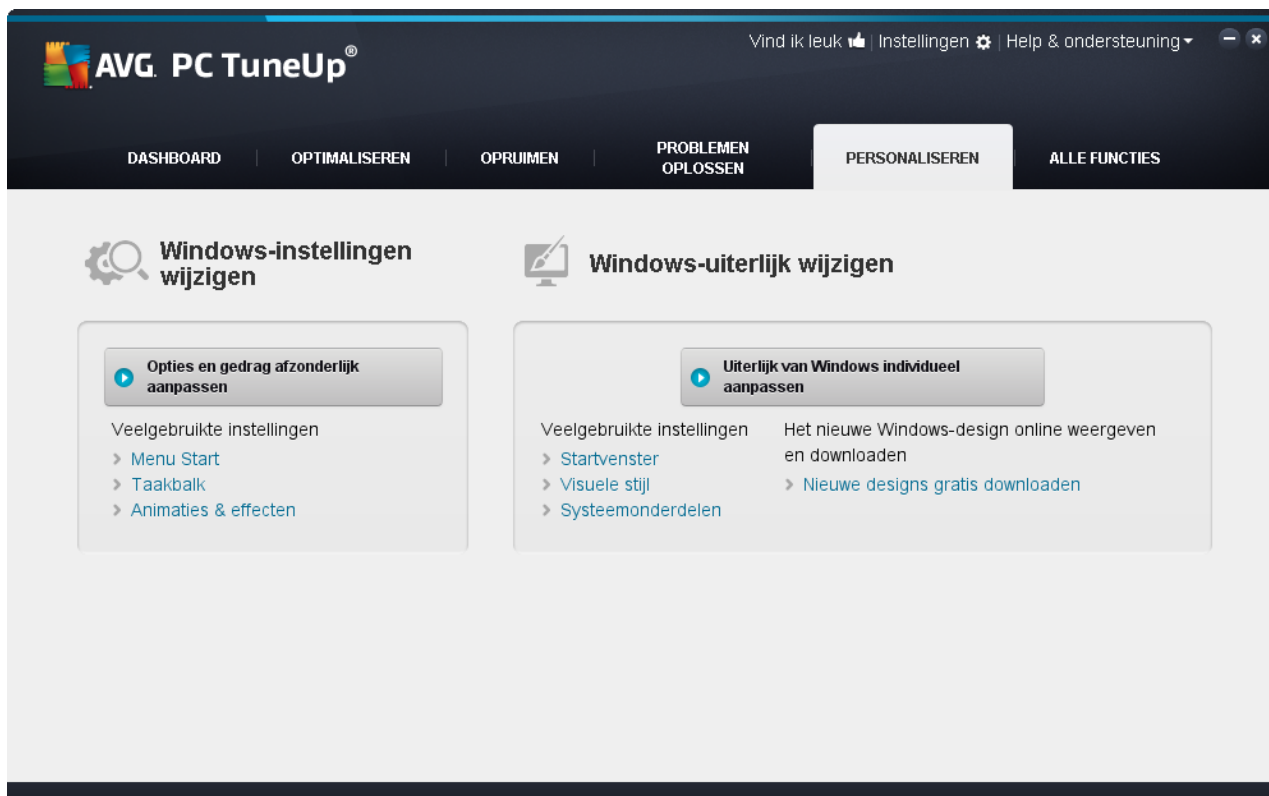 AVG. PC TuneUp®
Vind ik leuk | Instellingen | Help & ondersteuning
DASHBOARD
OPTIMALISEREN
OPRUIMEN
PROBLEMEN
OPLOSSEN
PERSONALISEREN
ALLE FUNCTIES
Windows-instellingen
wijzigen
Opties en gedrag afzonderlijk
aanpassen
Veelgebruikte instellingen
Menu Start
Taakbalk
Animaties & effecten
Windows-uiterlijk wijzigen
Uiterlijk van Windows individueel
aanpassen
Veelgebruikte instellingen
Startvenster
Visuele stijl
Systeemonderdelen
Het nieuwe Windows-design online weergeven
en downloaden
Nieuwe designs gratis downloaden